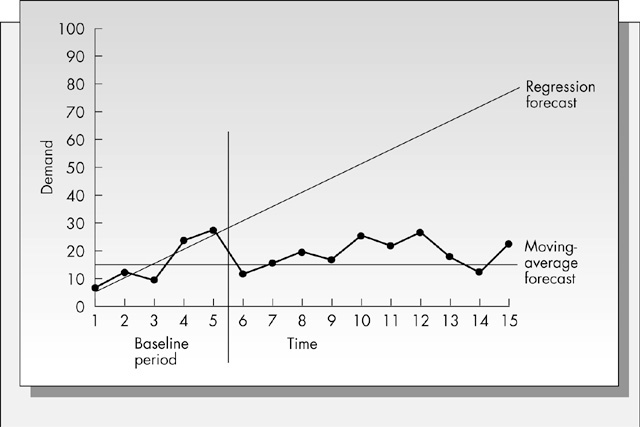 100
90
80
70
60
50
40
30
20
10
0
Demand
Regression
forecast
Moving-
average
forecast
1 2 3 4 5 6 7 8 9 10 11 12 13 14 15
Baseline
period
Time